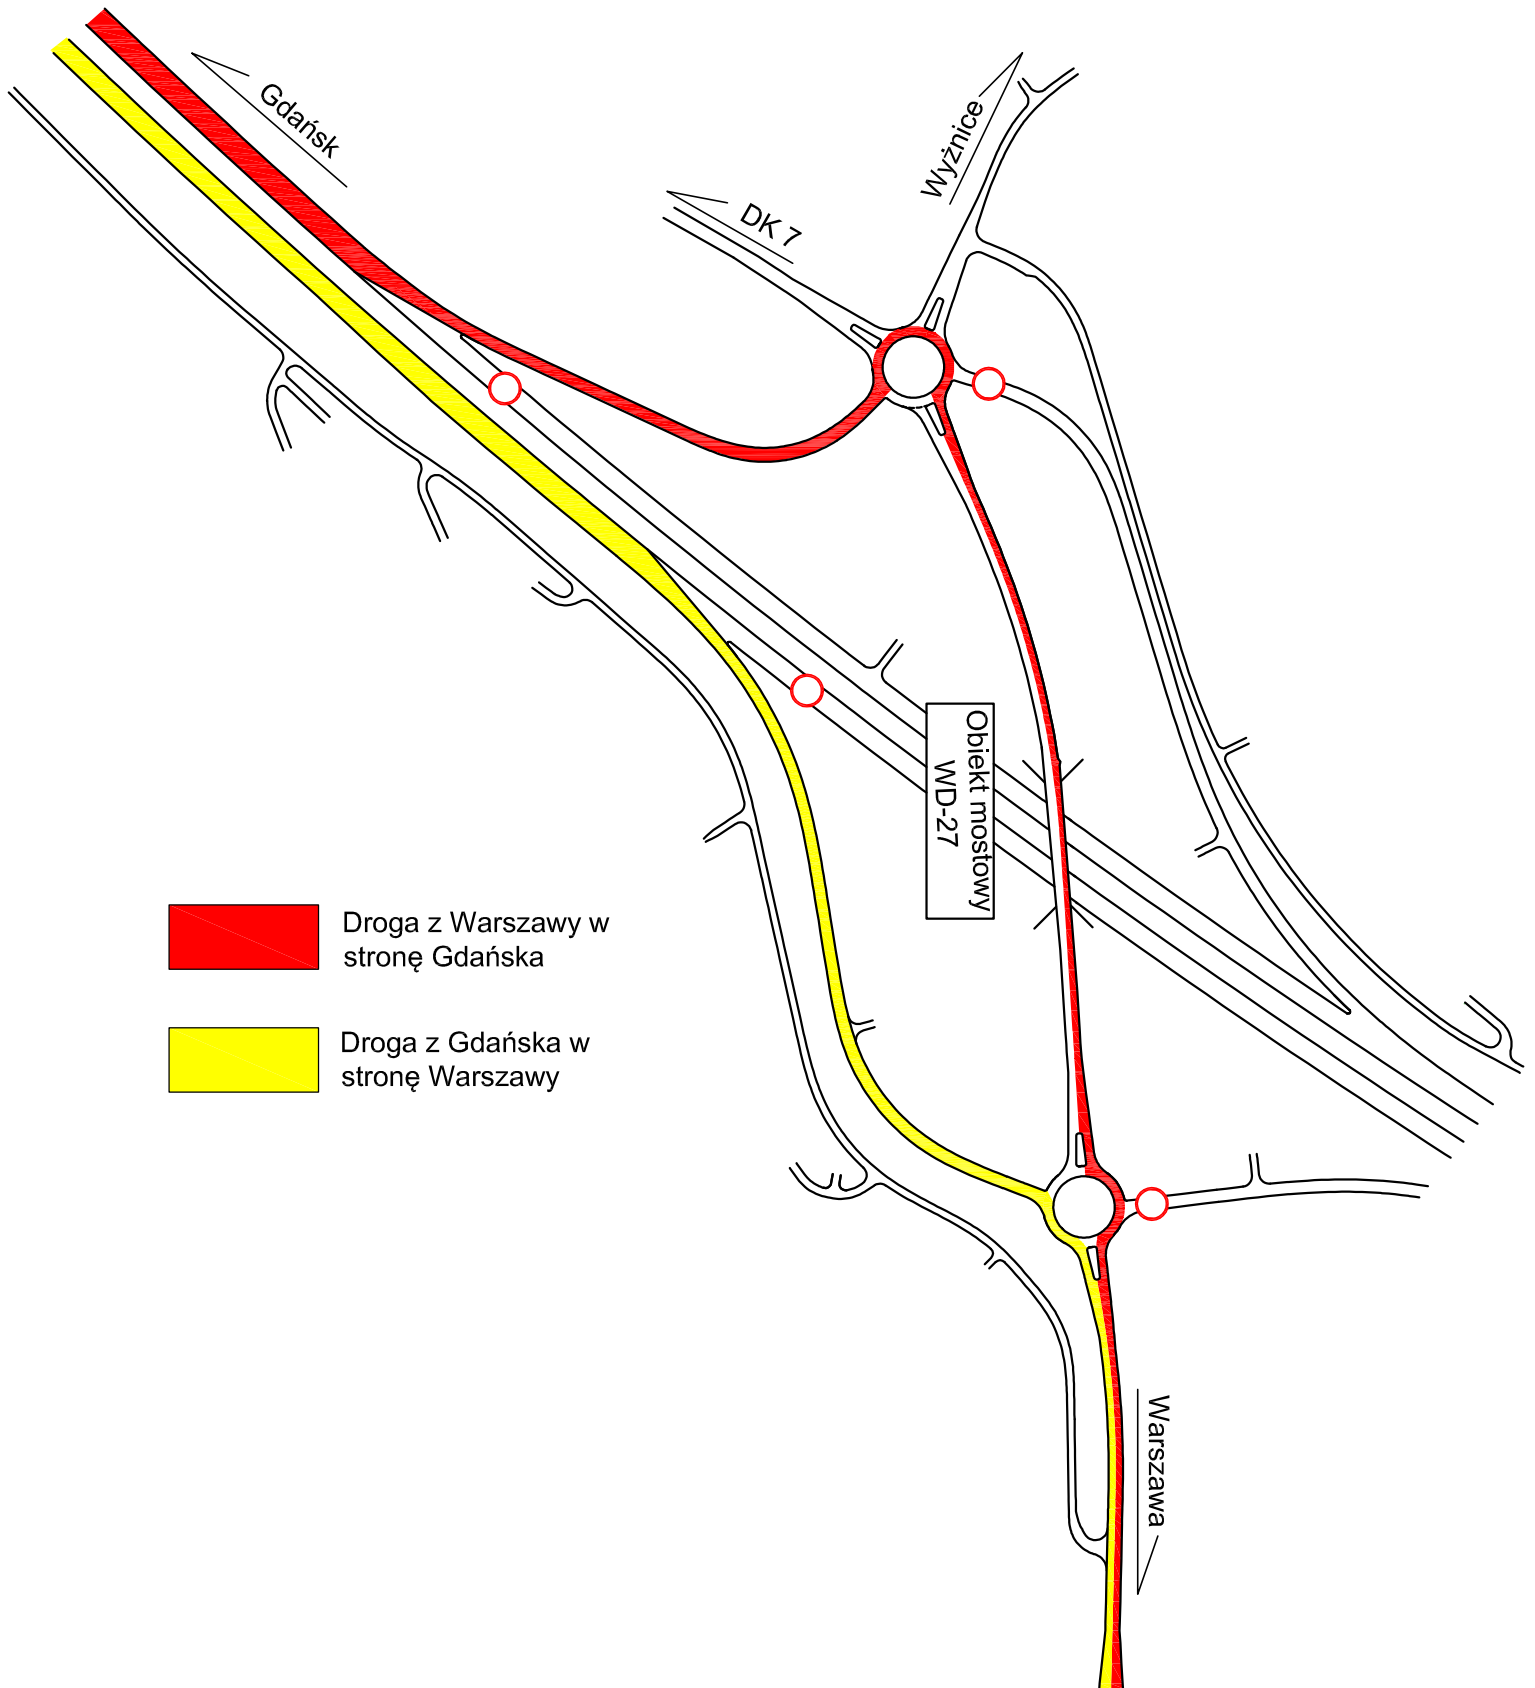 Gdańsk
Wyżnice
DK 7
Obiekt mostowy
WD-27
Droga z Warszawy w
stronę Gdańska
Droga z Gdańska w
stronę Warszawy
Warszawa